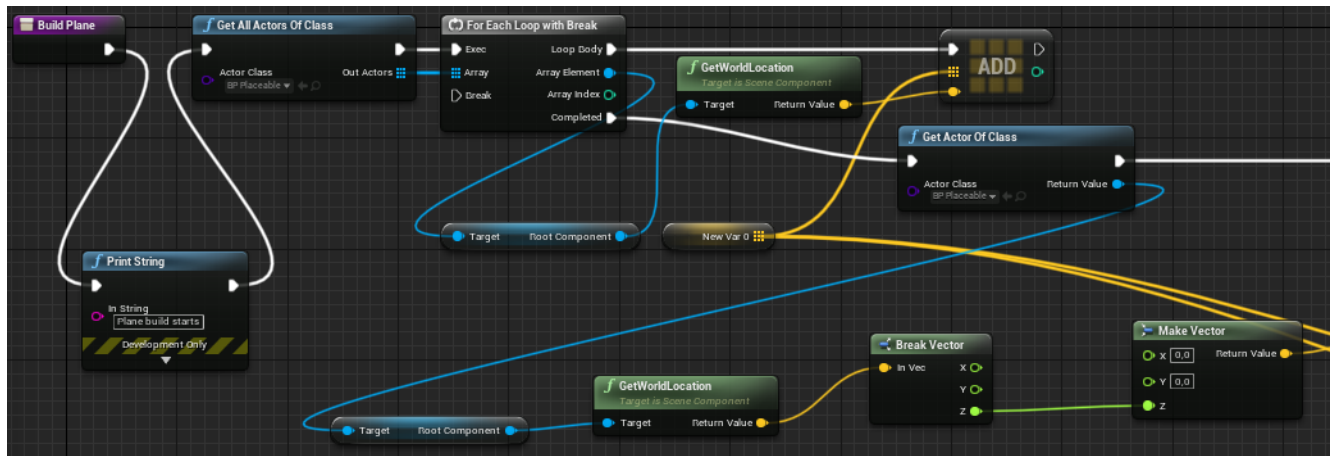 Build Plane
f Get All Actors Of Class
Actor Class
BP Placeable
Out Actors
For Each Loop with Break
Exec
Loop Body
Array
Array Element
Break
Array Index
Completed
f GetWorldLocation
Target is Scene Component
Target
Return Value
ADD
f Get Actor Of Class
Actor Class
BP Placeable
Return Value
Target
Root Component
New Var 0
f Print String
In String
Plane build starts
Development Only
f GetWorldLocation
Target is Scene Component
Target
Return Value
Target
Root Component
Break Vector
In Vec
X
Y
Z
Make Vector
X 0,0
Return Value
Y 0,0
Z